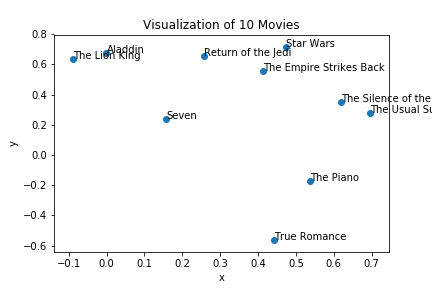 Visualization of 10 Movies
0.8
0.6
0.4
0.2
0.0
−0.2
−0.4
−0.6
y
Star Wars
Aladdin
Return of the Jedi
The Lion King
The Empire Strikes Back
The Silence of the
The Usual Su
Seven
The Piano
True Romance
−0.1 0.0 0.1 0.2 0.3 0.4 0.5 0.6 0.7
x